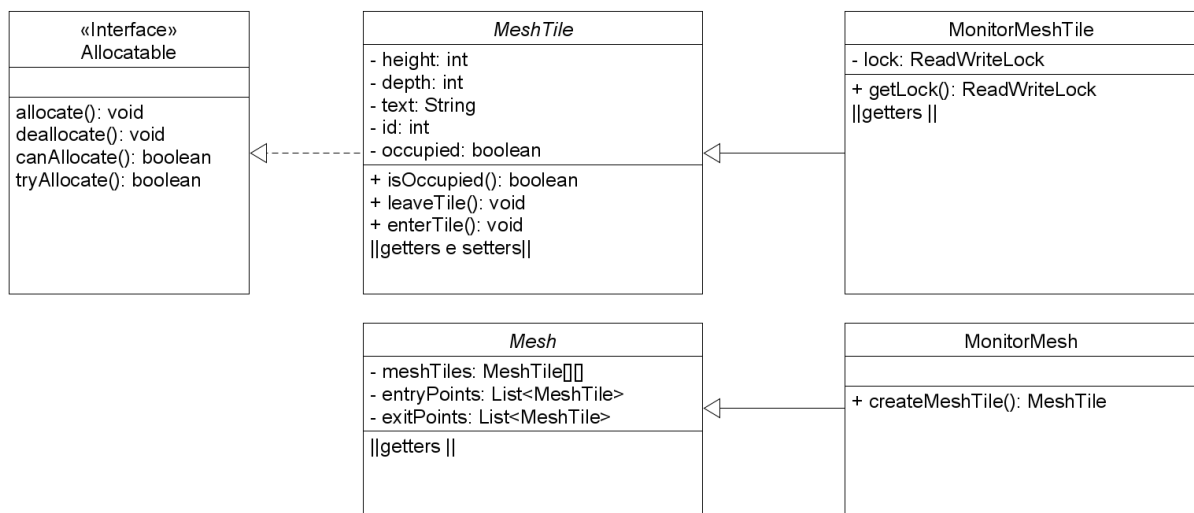 «Interface»
Allocatable
allocate(): void
deallocate(): void
canAllocate(): boolean
tryAllocate(): boolean
MeshTile
- height: int
- depth: int
- text: String
- id: int
- occupied: boolean
+ isOccupied(): boolean
+ leaveTile(): void
+ enterTile(): void
||getters e setters||
MonitorMeshTile
- lock: ReadWriteLock
+ getLock(): ReadWriteLock
||getters ||
Mesh
- meshTiles: MeshTile[][]
- entryPoints: List<MeshTile>
- exitPoints: List<MeshTile>
||getters ||
MonitorMesh
+ createMeshTile(): MeshTile